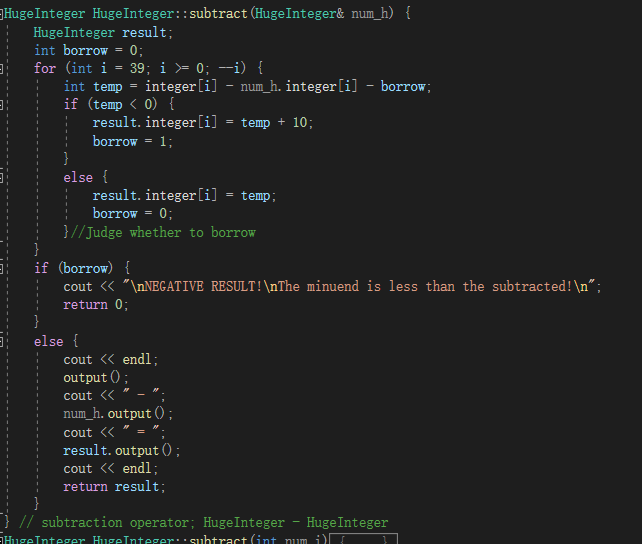 HugeInteger HugeInteger::subtract(HugeInteger& num_h) {
HugeInteger result;
int borrow = 0;
for (int i = 39; i >= 0; --i) {
int temp = integer[i] - num_h.integer[i] - borrow;
if (temp < 0) {
result.integer[i] = temp + 10;
borrow = 1;
}
else {
result.integer[i] = temp;
borrow = 0;
}//Judge whether to borrow
}
if (borrow) {
cout << "\nNEGATIVE RESULT!\nThe minuend is less than the subtracted!\n";
return 0;
}
else {
cout << endl;
output();
cout << " - ";
num_h.output();
cout << " = ";
result.output();
cout << endl;
return result;
}
} // subtraction operator; HugeInteger - HugeInteger
HugeInteger HugeInteger::subtract(int num_i){ ... }